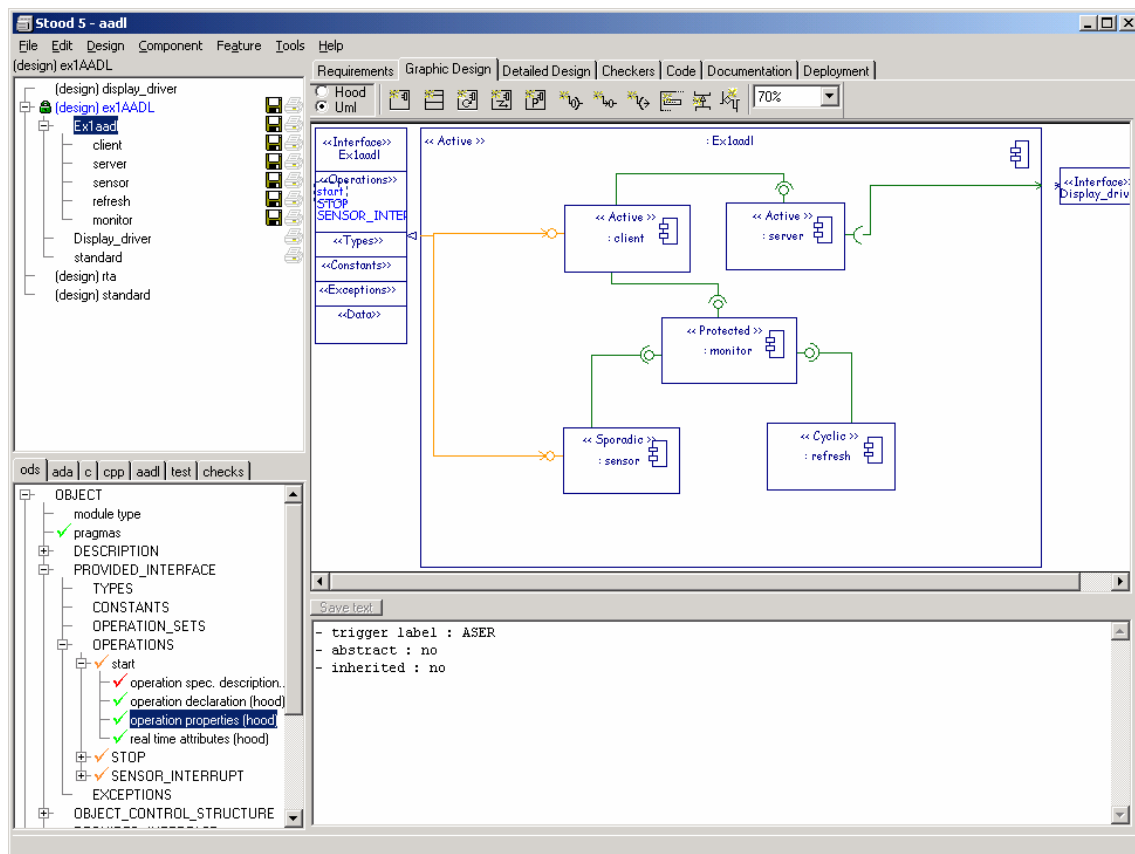 Stood 5 - aadl
File Edit Design Component Feature Tools Help
(design) ex1AADL
(design) display_driver
(design) ex1AADL
Ex1aadl
client
server
sensor
refresh
monitor
Display_driver
standard
(design) rta
(design) standard
Requirements Graphic Design Detailed Design Checkers Code Documentation Deployment
Hood
Uml
70%
<<Interface>>
Ex1aadl
<<Operations>>
start
STOP
SENSOR_INTER
<<Types>>
<<Constants>>
<<Exceptions>>
<<Data>>
<< Active >>
: Ex1aadl
<<Interface>>
Display_driv
<< Active >>
: client
<< Active >>
: server
<< Protected >>
: monitor
<< Sporadic >>
: sensor
<< Cyclic >>
: refresh
ods ada c cpp aadl test checks
OBJECT
module type
pragmas
DESCRIPTION
PROVIDED_INTERFACE
TYPES
CONSTANTS
OPERATION_SETS
OPERATIONS
start
operation spec. description..
operation declaration (hood)
operation properties (hood)
real time attributes (hood)
STOP
SENSOR_INTERRUPT
EXCEPTIONS
OBJECT_CONTROL_STRUCTURE
Save text
- trigger label : ASER
- abstract : no
- inherited : no